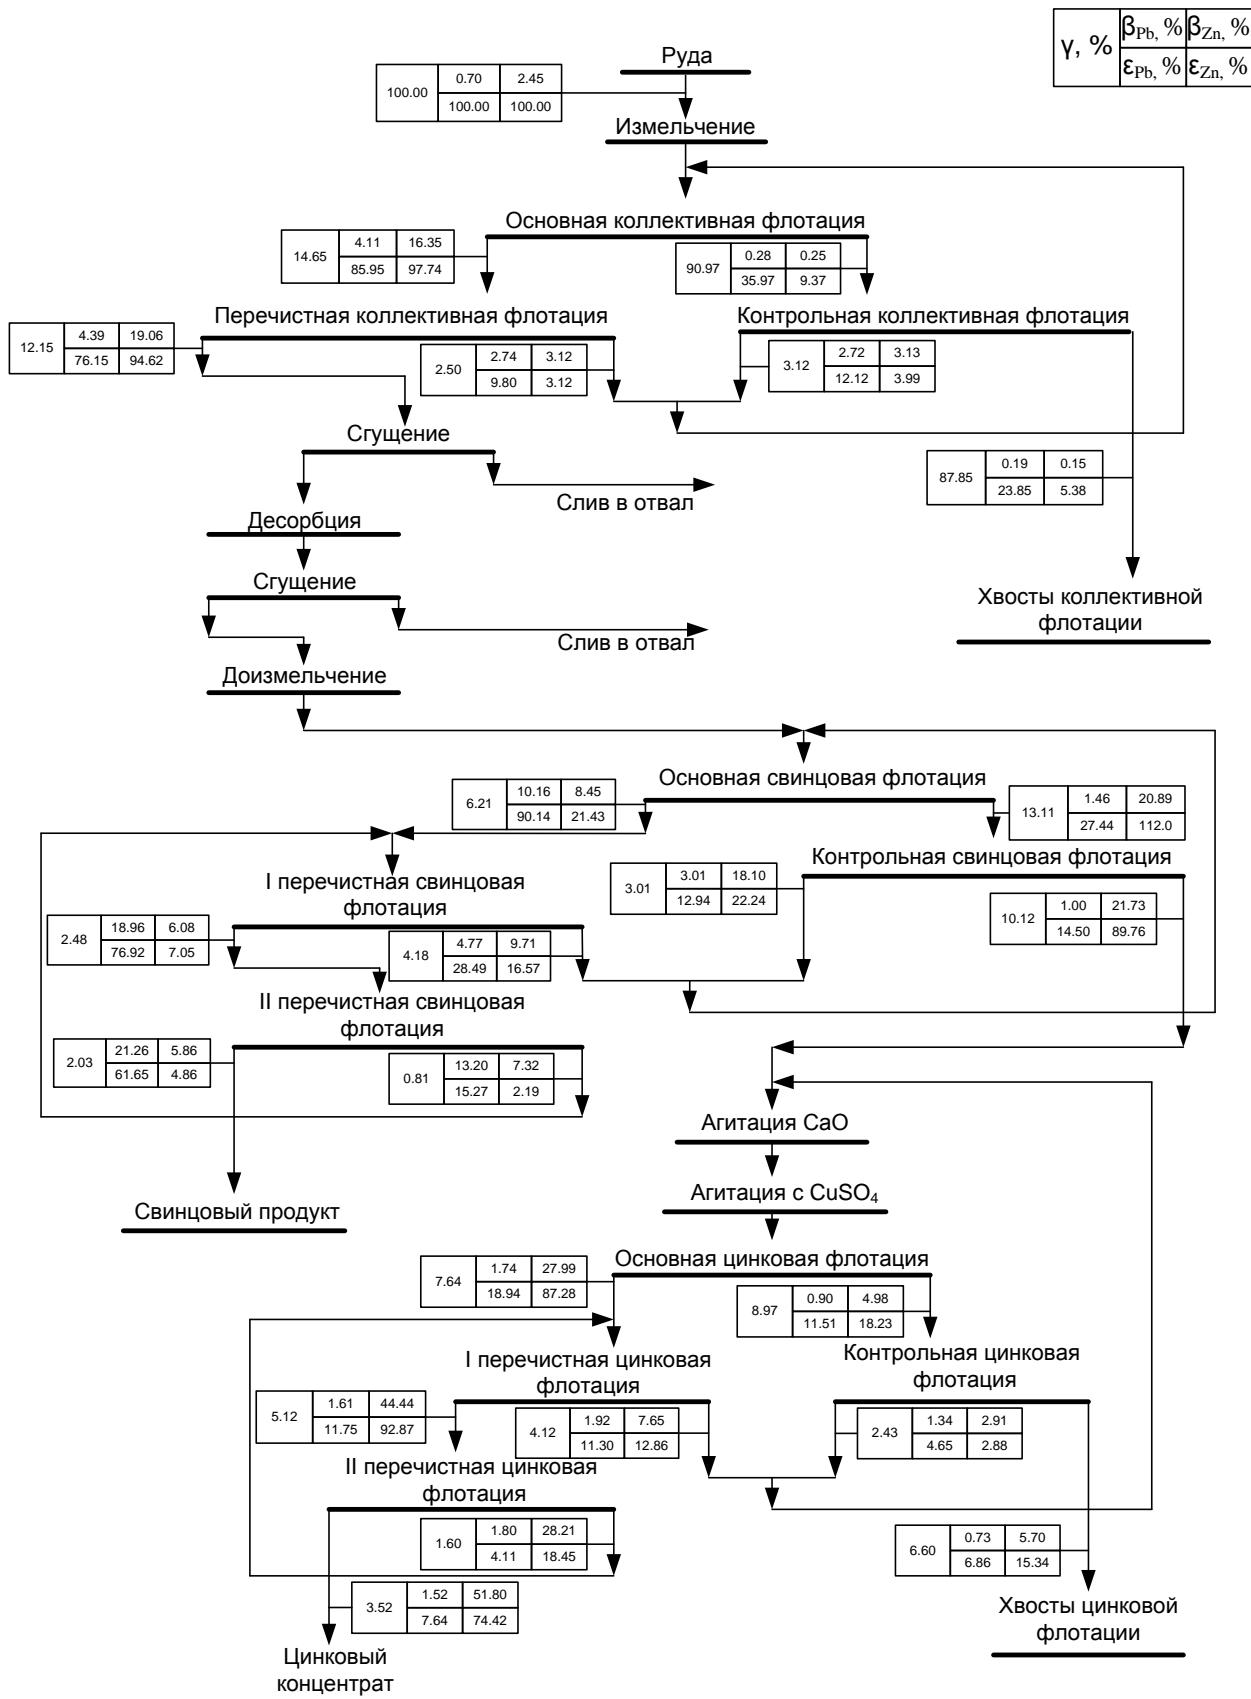 γ, %
βPb, % βZn, %
εPb, % εZn, %
Руда
100.00
0.70 2.45
100.00 100.00
Измельчение
Основная коллективная флотация
14.65
4.11 16.35
85.95 97.74
90.97
0.28 0.25
35.97 9.37
Перечистная коллективная флотация
Контрольная коллективная флотация
12.15
4.39 19.06
76.15 94.62
2.50
2.74 3.12
9.80 3.12
3.12
2.72 3.13
12.12 3.99
Сгущение
87.85
0.19 0.15
23.85 5.38
Слив в отвал
Десорбция
Сгущение
Хвосты коллективной
флотации
Слив в отвал
Доизмельчение
Основная свинцовая флотация
6.21
10.16 8.45
90.14 21.43
13.11
1.46 20.89
27.44 112.0
Контрольная свинцовая флотация
I перечистная свинцовая
флотация
3.01
3.01 18.10
12.94 22.24
10.12
1.00 21.73
14.50 89.76
2.48
18.96 6.08
76.92 7.05
4.18
4.77 9.71
28.49 16.57
II перечистная свинцовая
флотация
2.03
21.26 5.86
61.65 4.86
0.81
13.20 7.32
15.27 2.19
Агитация CaO
Агитация с CuSO₄
Свинцовый продукт
Основная цинковая флотация
7.64
1.74 27.99
18.94 87.28
8.97
0.90 4.98
11.51 18.23
I перечистная цинковая
флотация
Контрольная цинковая
флотация
5.12
1.61 44.44
11.75 92.87
4.12
1.92 7.65
11.30 12.86
2.43
1.34 2.91
4.65 2.88
II перечистная цинковая
флотация
1.60
1.80 28.21
4.11 18.45
6.60
0.73 5.70
6.86 15.34
3.52
1.52 51.80
7.64 74.42
Хвосты цинковой
флотации
Цинковый
концентрат